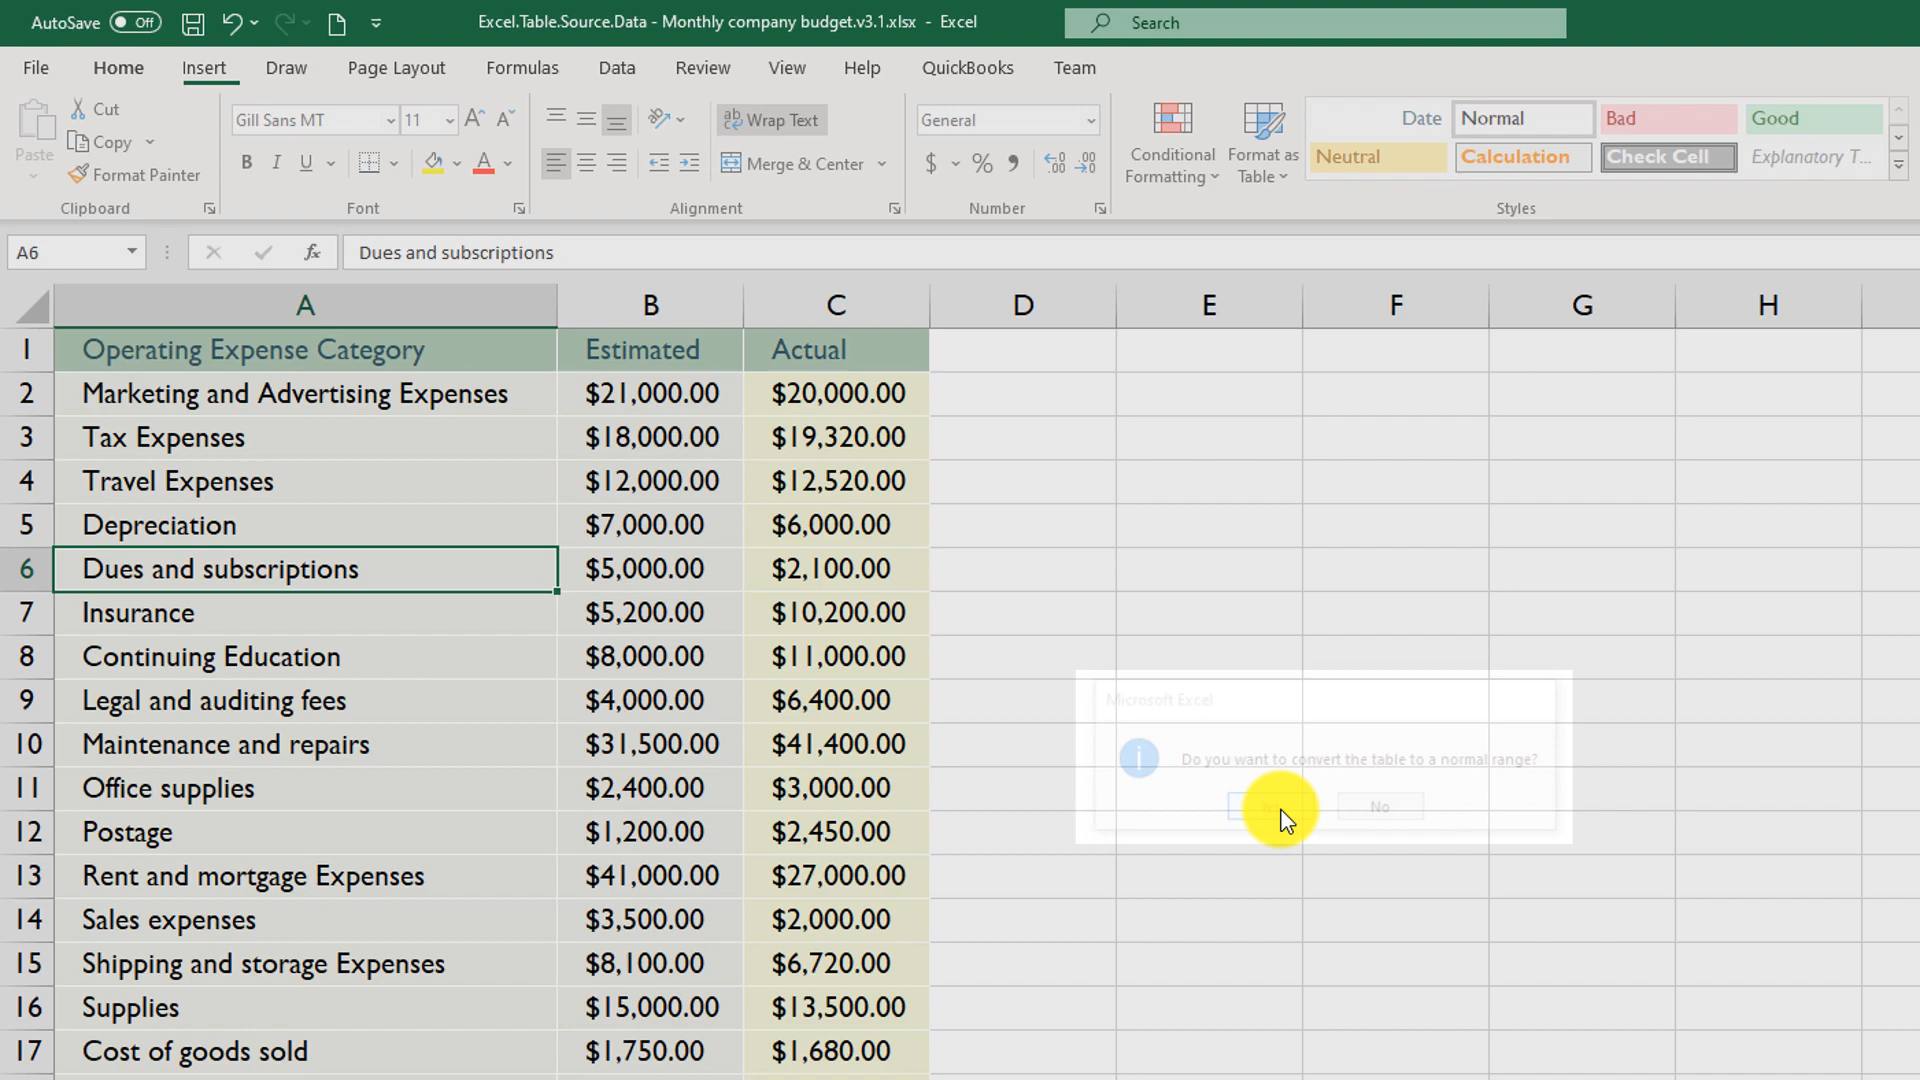 AutoSave Off Excel.Table.Source.Data - Monthly company budget.v3.1.xlsx - Excel Search
File Home Insert Draw Page Layout Formulas Data Review View Help QuickBooks Team
Paste
Cut
Copy
Format Painter
Clipboard
Gill Sans MT 11 A A
B I U A
Font
ab Wrap Text
Merge & Center
Alignment
General
$ % , .00 .00
Number
Conditional Formatting
Format as Table
Date Normal Bad Good
Neutral Calculation Check Cell Explanatory T...
Styles
A6 fx Dues and subscriptions
A B C D E F G H
1 Operating Expense Category Estimated Actual
2 Marketing and Advertising Expenses $21,000.00 $20,000.00
3 Tax Expenses $18,000.00 $19,320.00
4 Travel Expenses $12,000.00 $12,520.00
5 Depreciation $7,000.00 $6,000.00
6 Dues and subscriptions $5,000.00 $2,100.00
7 Insurance $5,200.00 $10,200.00
8 Continuing Education $8,000.00 $11,000.00
9 Legal and auditing fees $4,000.00 $6,400.00
10 Maintenance and repairs $31,500.00 $41,400.00
11 Office supplies $2,400.00 $3,000.00
12 Postage $1,200.00 $2,450.00
13 Rent and mortgage Expenses $41,000.00 $27,000.00
14 Sales expenses $3,500.00 $2,000.00
15 Shipping and storage Expenses $8,100.00 $6,720.00
16 Supplies $15,000.00 $13,500.00
17 Cost of goods sold $1,750.00 $1,680.00
Microsoft Excel
Do you want to convert the table to a normal range?
No